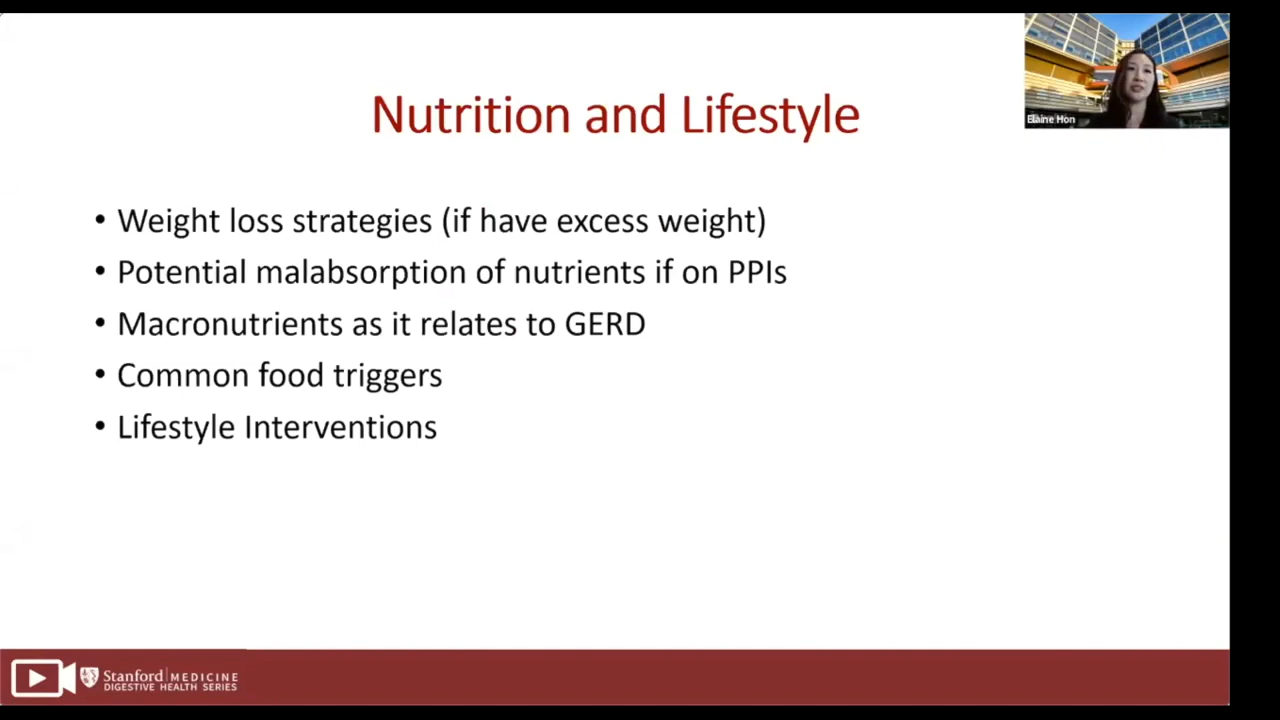 Nutrition and Lifestyle
Elaine Hon
• Weight loss strategies (if have excess weight)
• Potential malabsorption of nutrients if on PPIs
• Macronutrients as it relates to GERD
• Common food triggers
• Lifestyle Interventions
Stanford MEDICINE
DIGESTIVE HEALTH SERIES